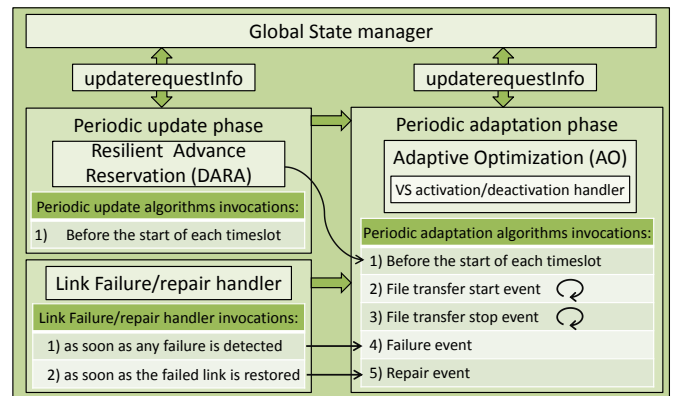 Global State manager
updaterequestInfo
updaterequestInfo
Periodic update phase
Resilient Advance
Reservation (DARA)
Periodic update algorithms invocations:
1) Before the start of each timeslot
Link Failure/repair handler
Link Failure/repair handler invocations:
1) as soon as any failure is detected
2) as soon as the failed link is restored
Periodic adaptation phase
Adaptive Optimization (AO)
VS activation/deactivation handler
Periodic adaptation algorithms invocations:
1) Before the start of each timeslot
2) File transfer start event
3) File transfer stop event
4) Failure event
5) Repair event